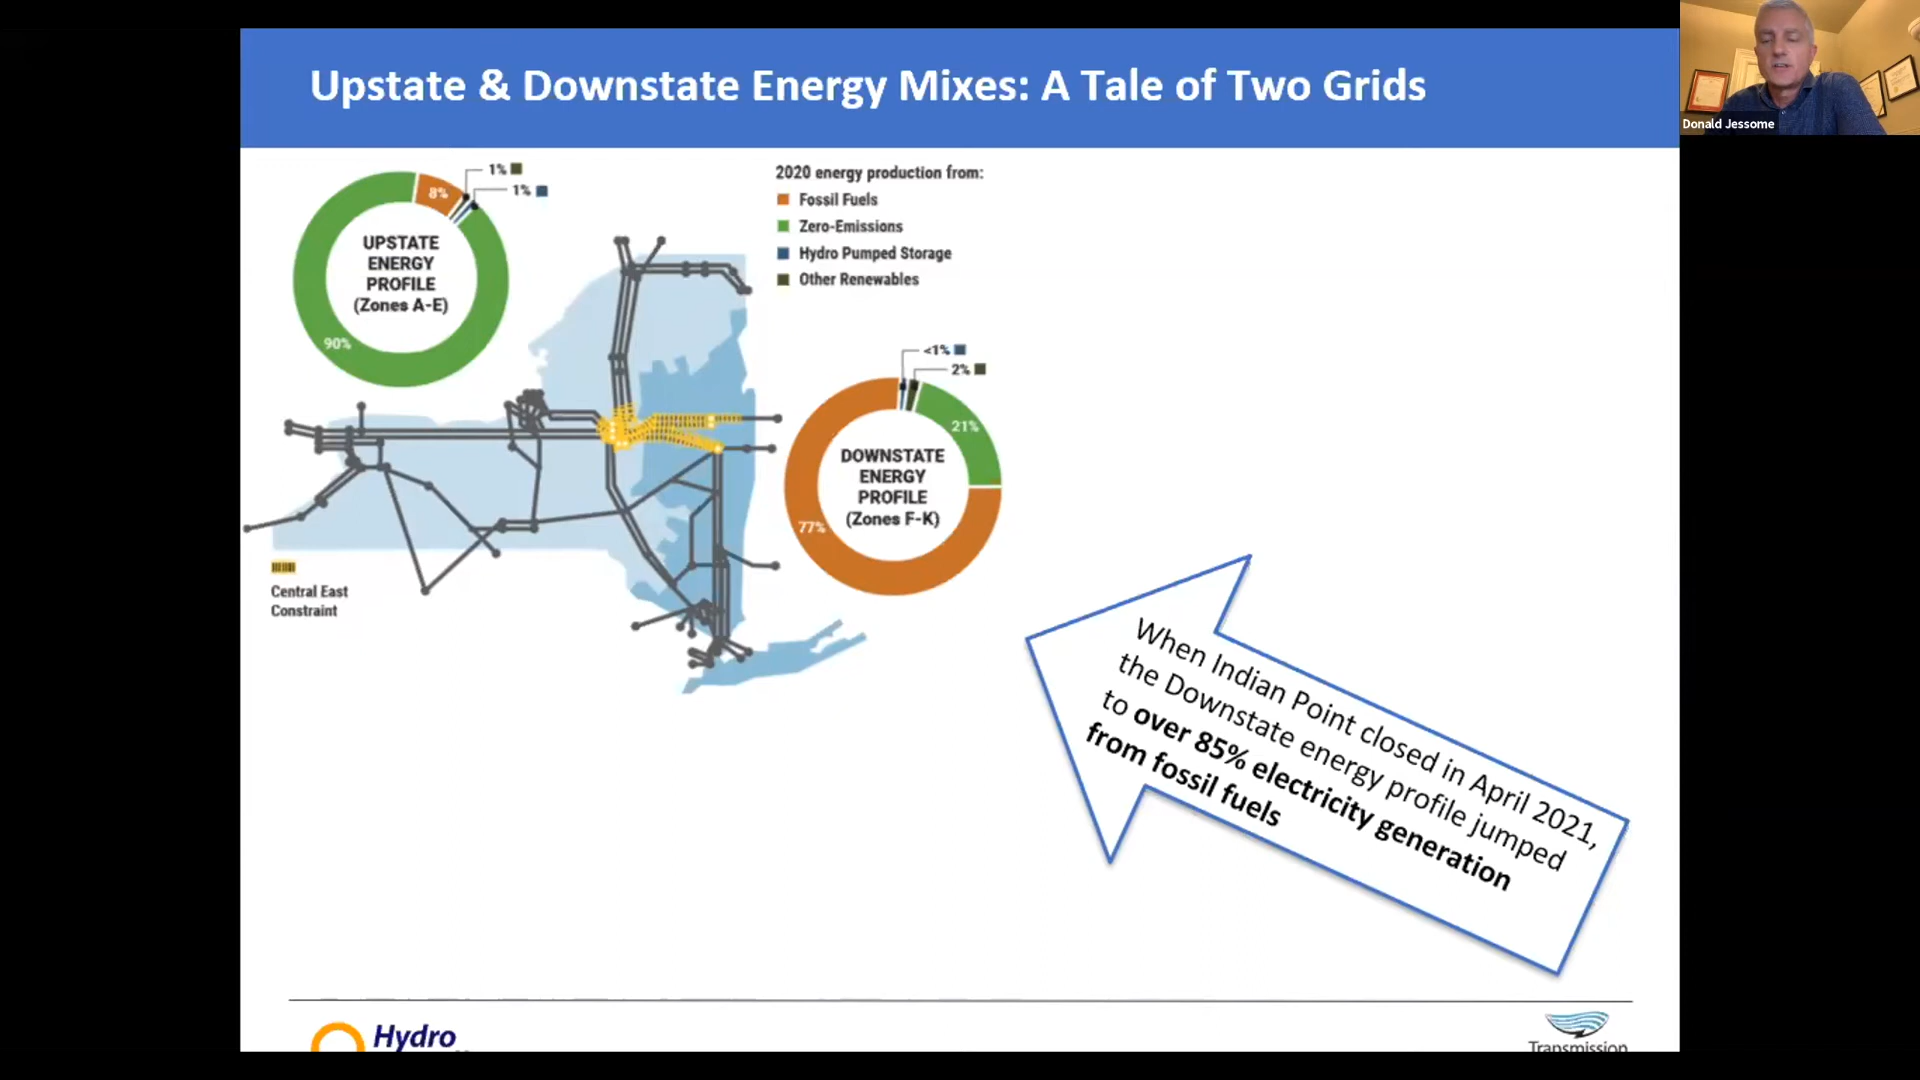 Upstate & Downstate Energy Mixes: A Tale of Two Grids
Donald Jessome
1%
1%
8%
UPSTATE
ENERGY
PROFILE
(Zones A-E)
90%
2020 energy production from:
Fossil Fuels
Zero-Emissions
Hydro Pumped Storage
Other Renewables
<1%
2%
21%
DOWNSTATE
ENERGY
PROFILE
(Zones F-K)
77%
Central East
Constraint
When Indian Point closed in April 2021,
the Downstate energy profile jumped
to over 85% electricity generation
from fossil fuels
Hydro
Transmission